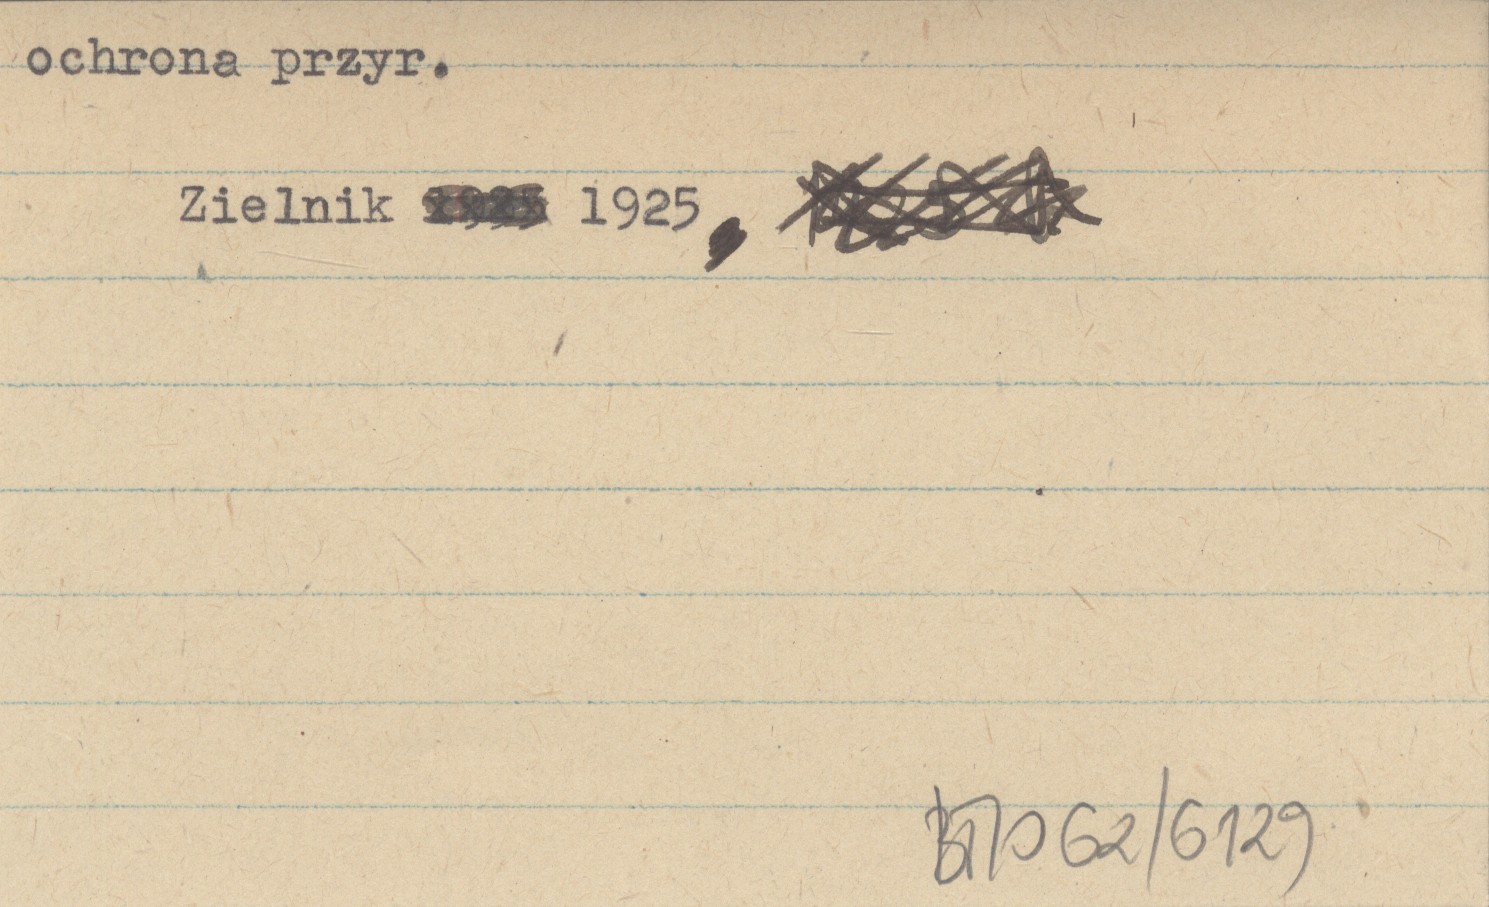 ochrona przyr.
Zielnik 1925,
62/6129